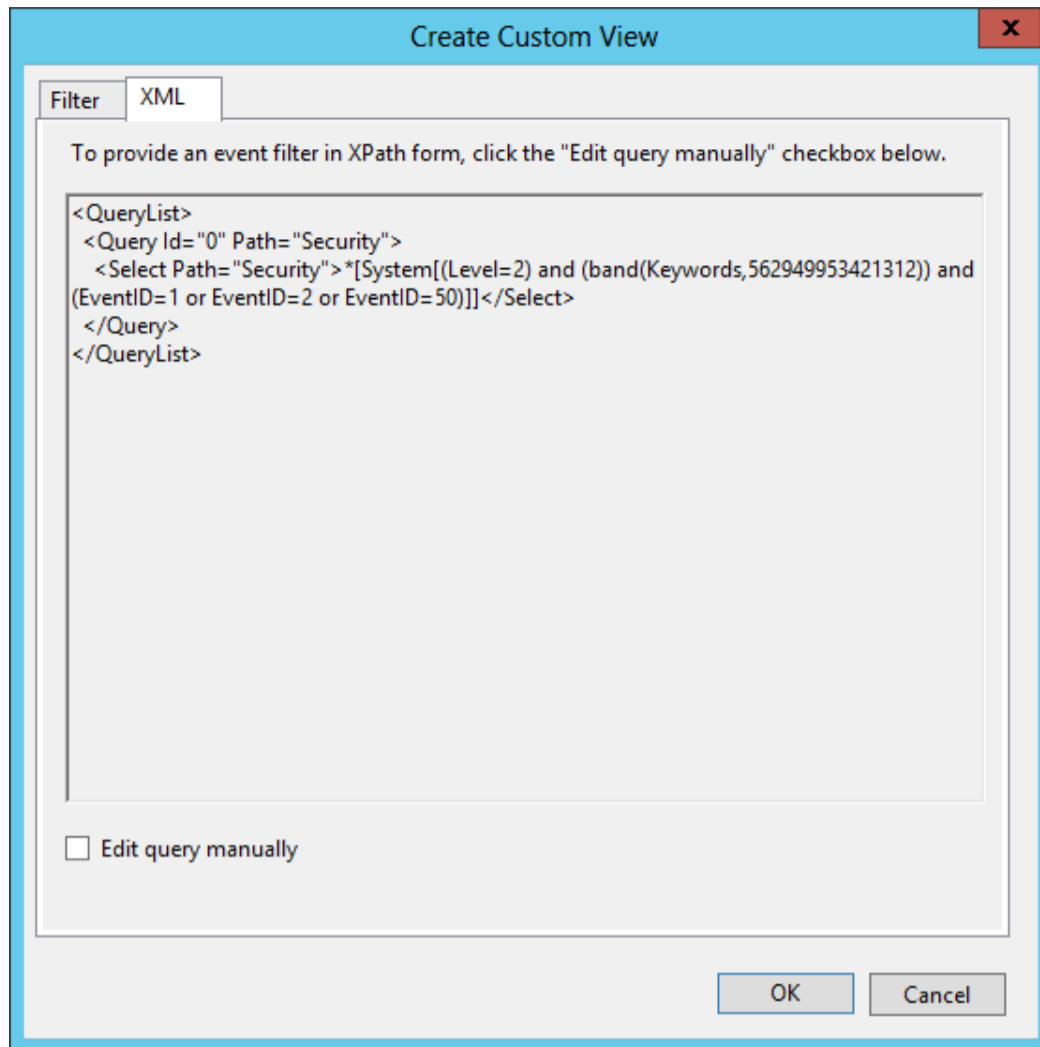 Create Custom View
x
Filter
XML
To provide an event filter in XPath form, click the "Edit query manually" checkbox below.
<QueryList>
<Query Id="0" Path="Security">
<Select Path="Security">*[System[(Level=2) and (band(Keywords,562949953421312)) and
(EventID=1 or EventID=2 or EventID=50)]]</Select>
</Query>
</QueryList>
Edit query manually
OK
Cancel